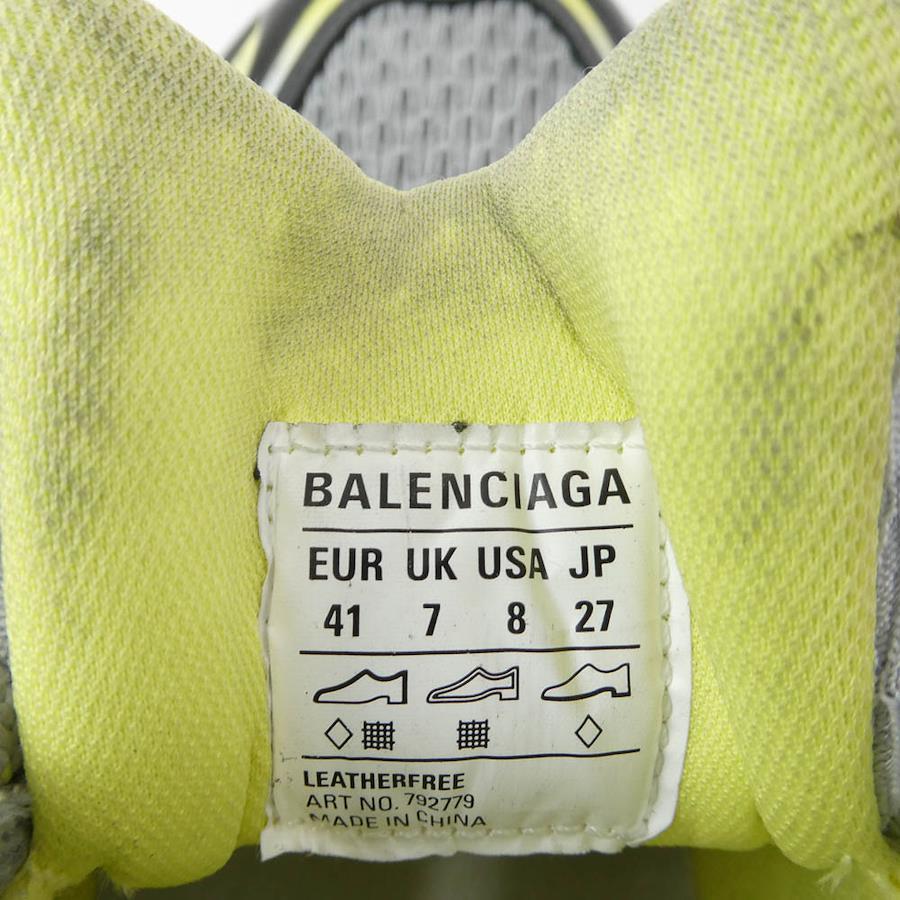 BALENCIAGA
EUR UK USA JP
41 7 8 27
LEATHERFREE
ART NO. 792779
MADE IN CHINA